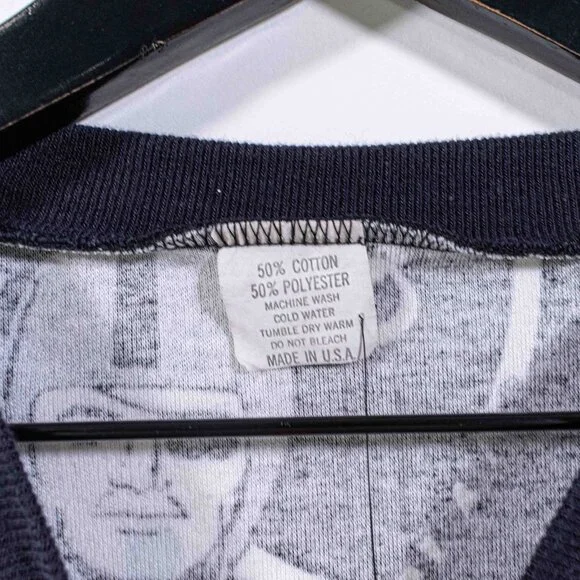 50% COTTON
50% POLYESTER
MACHINE WASH
COLD WATER
TUMBLE DRY WARM
DO NOT BLEACH
MADE IN U.S.A.